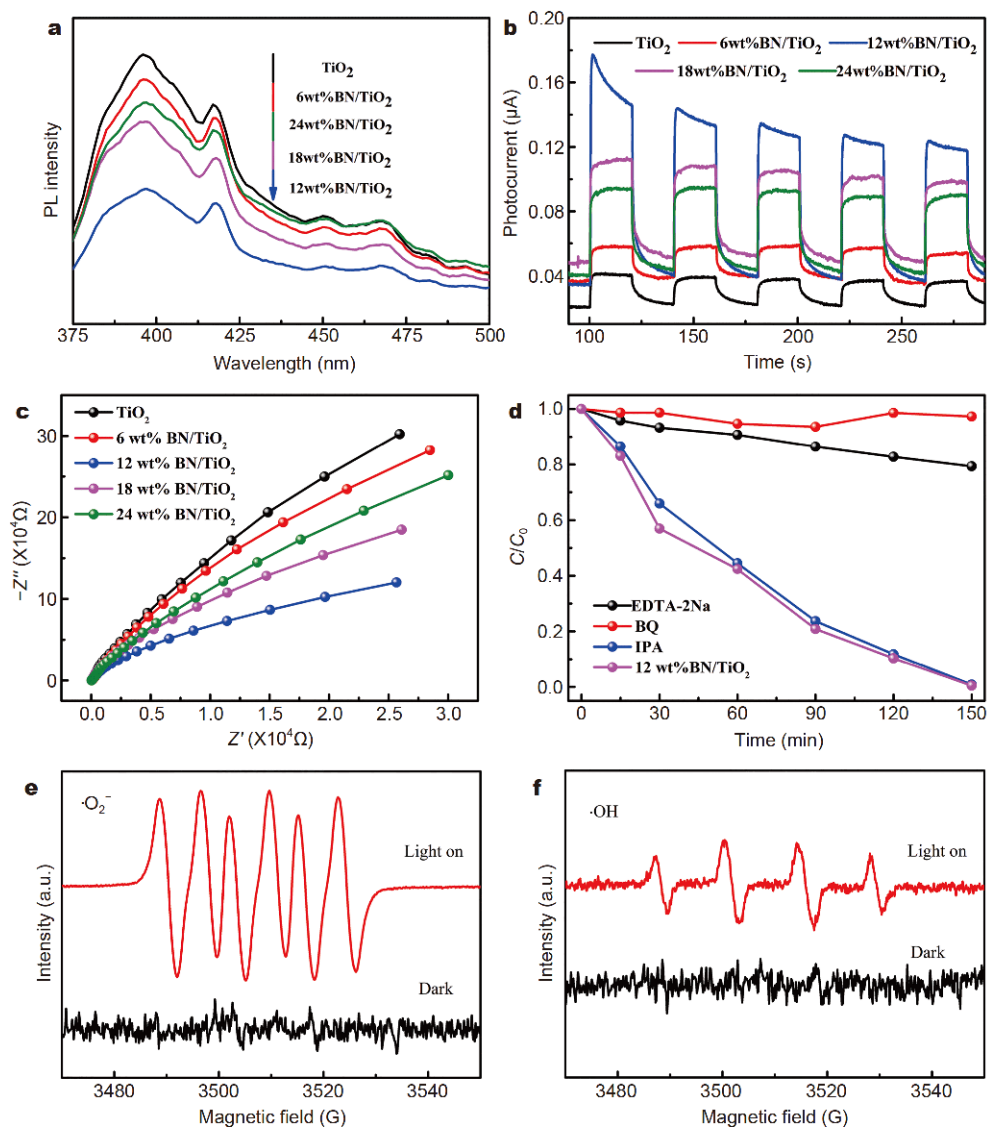 a
TiO₂
6wt%BN/TiO₂
24wt%BN/TiO₂
18wt%BN/TiO₂
12wt%BN/TiO₂
PL intensity
375 400 425 450 475 500
Wavelength (nm)
b
TiO₂ 6wt%BN/TiO₂ 12wt%BN/TiO₂
18wt%BN/TiO₂ 24wt%BN/TiO₂
Photocurrent (μA)
0.20
0.16
0.12
0.08
0.04
100 150 200 250
Time (s)
c
TiO₂
6 wt% BN/TiO₂
12 wt% BN/TiO₂
18 wt% BN/TiO₂
24 wt% BN/TiO₂
−Z″ (X10⁴Ω)
30
20
10
0
0.0 0.5 1.0 1.5 2.0 2.5 3.0
Z′ (X10⁴Ω)
d
C/C₀
1.0
0.8
0.6
0.4
0.2
0.0
EDTA-2Na
BQ
IPA
12 wt%BN/TiO₂
0 30 60 90 120 150
Time (min)
e
·O₂⁻
Light on
Dark
Intensity (a.u.)
3480 3500 3520 3540
Magnetic field (G)
f
·OH
Light on
Dark
Intensity (a.u.)
3480 3500 3520 3540
Magnetic field (G)